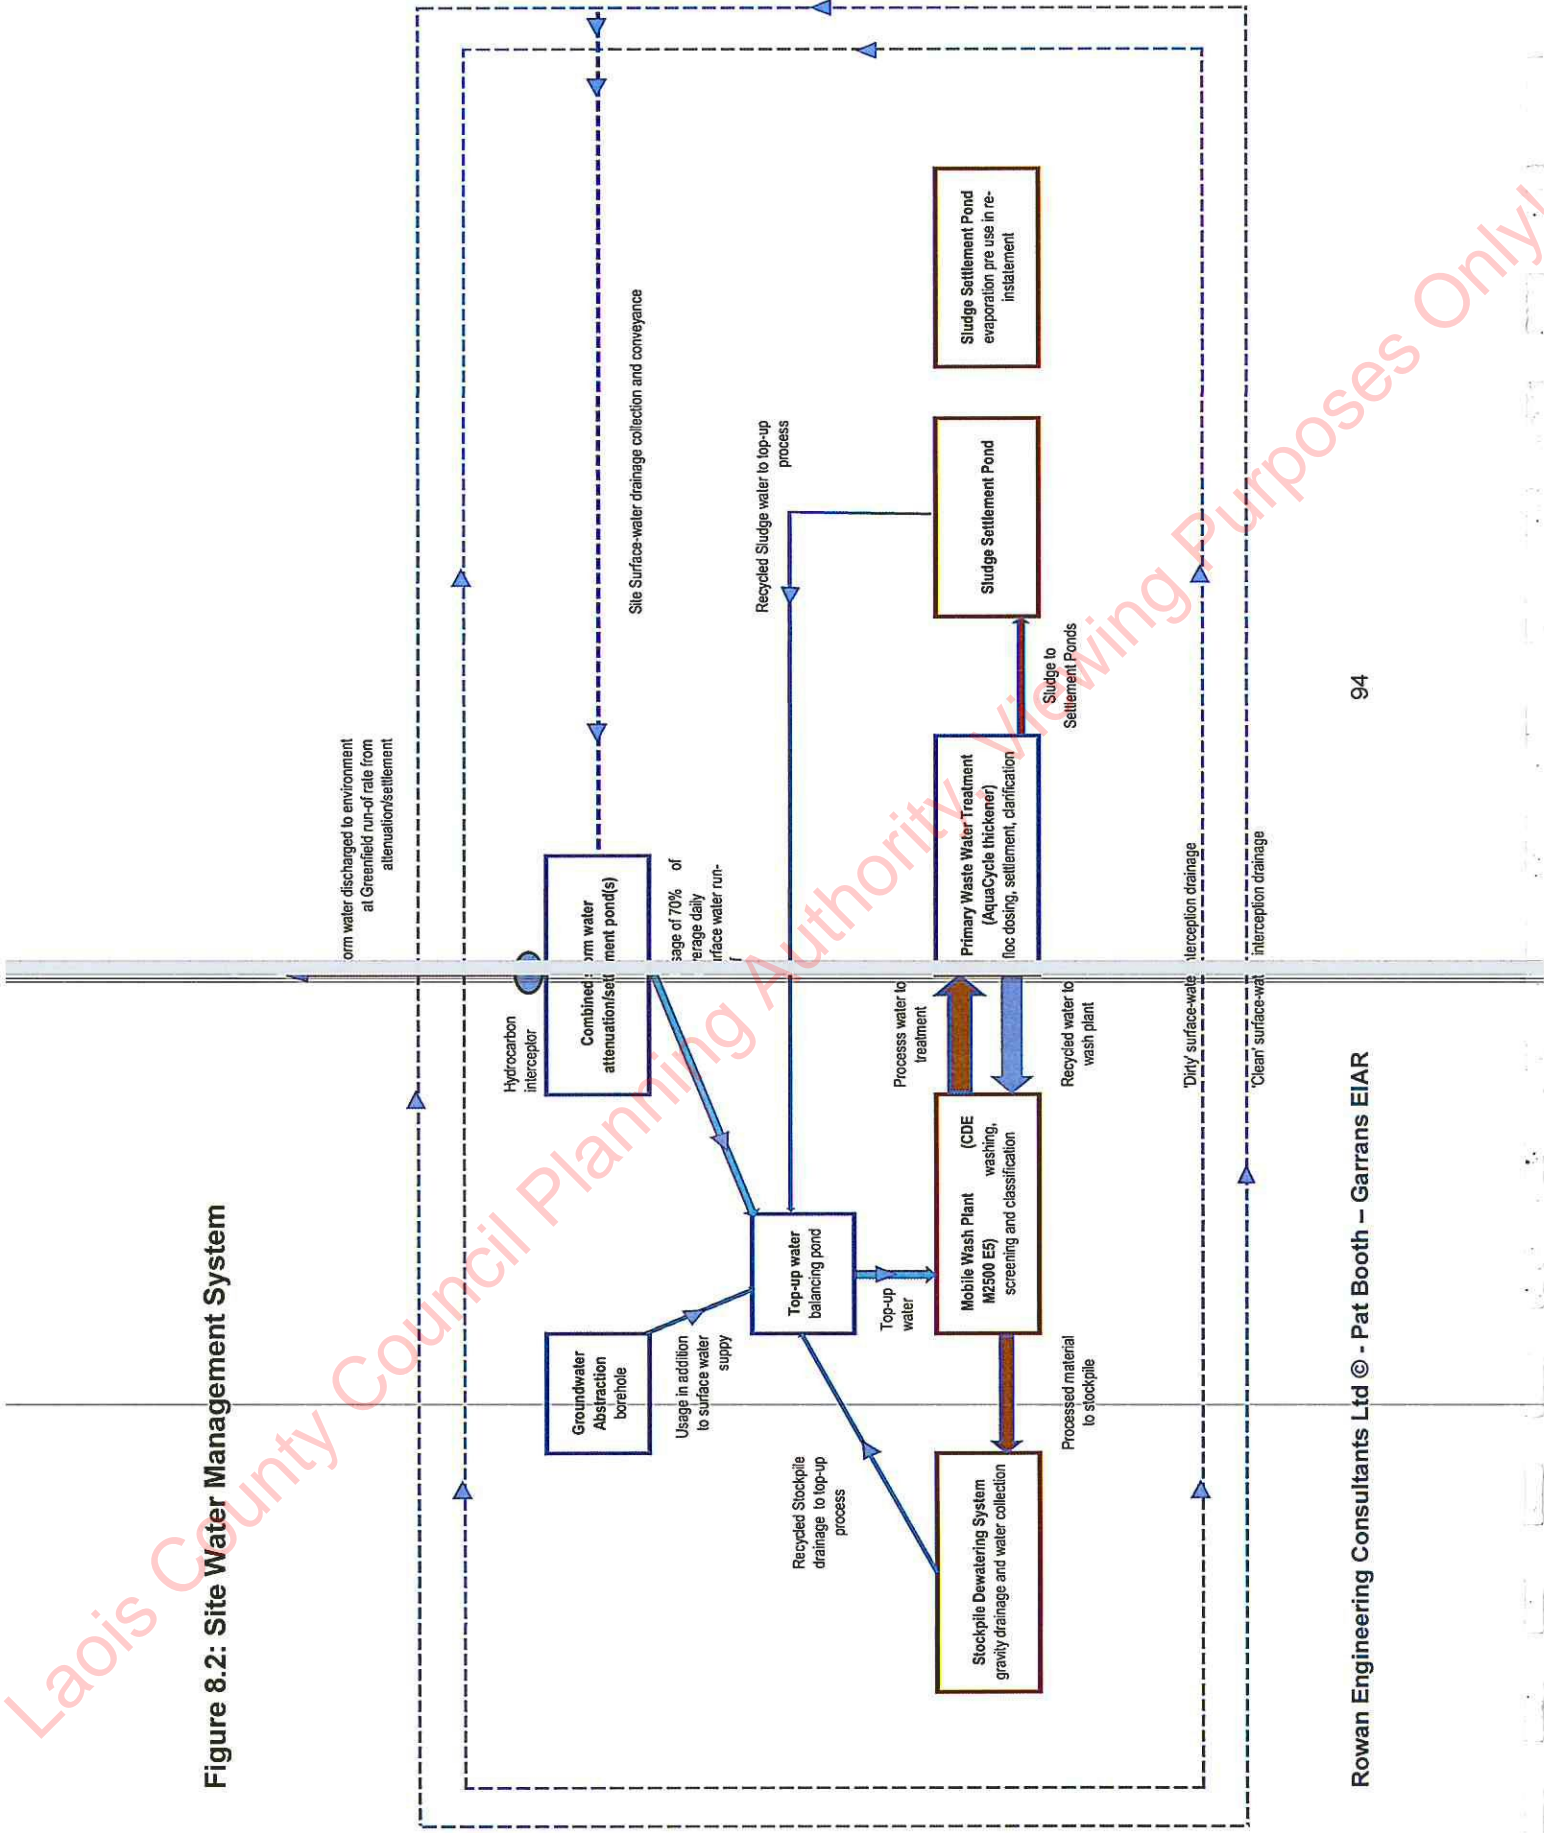 Figure 8.2: Site Water Management System
orm water discharged to environment
at Greenfield run-of rate from
attenuation/settlement
Hydrocarbon
interceptor
Combined orm water
attenuation/set ment pond(s)
Site Surface-water drainage collection and conveyance
Groundwater
Abstraction
borehole
Usage in addition
to surface water
suppy
sage of 70% of
erage daily
rface water run-
f
Top-up water
balancing pond
Recycled Sludge water to top-up
process
Recycled Stockpile
drainage to top-up
process
Top-up
water
Processs water to
treatment
Stockpile Dewatering System
gravity drainage and water collection
Mobile Wash Plant (CDE
M2500 E5) washing,
screening and classification
Primary Waste Water Treatment
(AquaCycle thickener)
floc dosing, settlement, clarification
Sludge Settlement Pond
Sludge Settlement Pond
evaporation pre use in re-
instatement
Processed material
to stockpile
Recycled water to
wash plant
Sludge to
Settlement Ponds
'Dirty' surface-wate terception drainage
'Clean' surface-wat interception drainage
Rowan Engineering Consultants Ltd © - Pat Booth – Garrans EIAR
94
Laois County Council Planning Authority, Viewing Purposes Only!